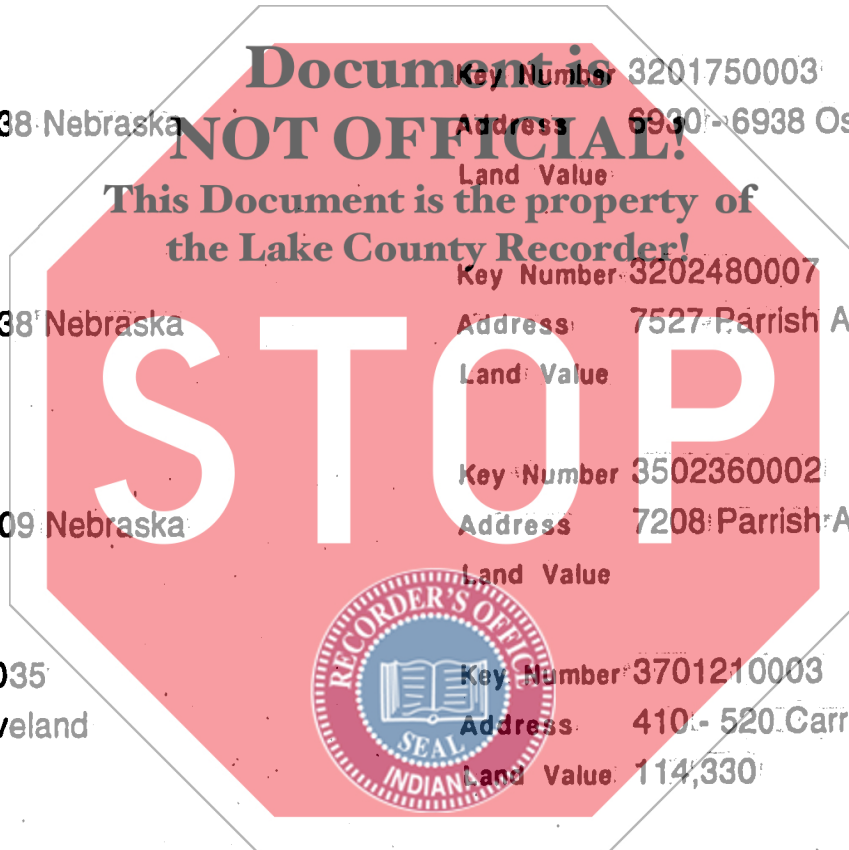 Document is
Key Number 3201750003
38 Nebraska
Address 6930 - 6938 Os
NOT OFFICIAL!
Land Value
This Document is the property of
the Lake County Recorder!
Key Number 3202480007
38 Nebraska
Address 7527 Parrish A
Land Value
STOP
Key Number 3502360002
09 Nebraska
Address 7208 Parrish A
Land Value
RECORDER'S OFFICE
035
Key Number 3701210003
veland
Address 410 - 520 Carr
SEAL
INDIANA
Land Value 114,330